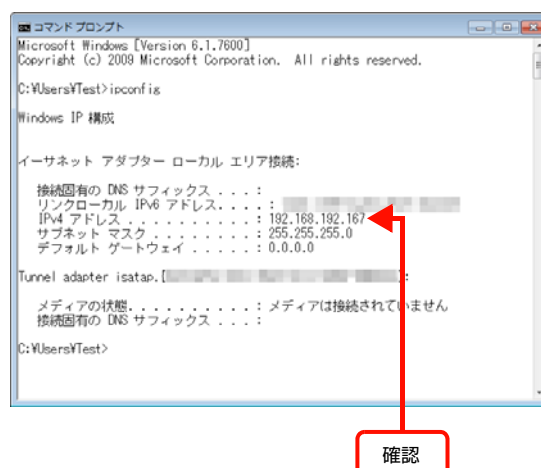 コマンド プロンプト
Microsoft Windows [Version 6.1.7600]
Copyright (c) 2009 Microsoft Corporation.  All rights reserved.
C:¥Users¥Test>ipconfig
Windows IP 構成
イーサネット アダプター ローカル エリア接続:
接続固有の DNS サフィックス . . . :
リンクローカル IPv6 アドレス. . . . :
IPv4 アドレス . . . . . . . . . . : 192.168.192.167
サブネット マスク . . . . . . . . : 255.255.255.0
デフォルト ゲートウェイ . . . . . : 0.0.0.0
Tunnel adapter isatap.[ ]:
メディアの状態. . . . . . . . . . : メディアは接続されていません
接続固有の DNS サフィックス . . . :
C:¥Users¥Test>
確認